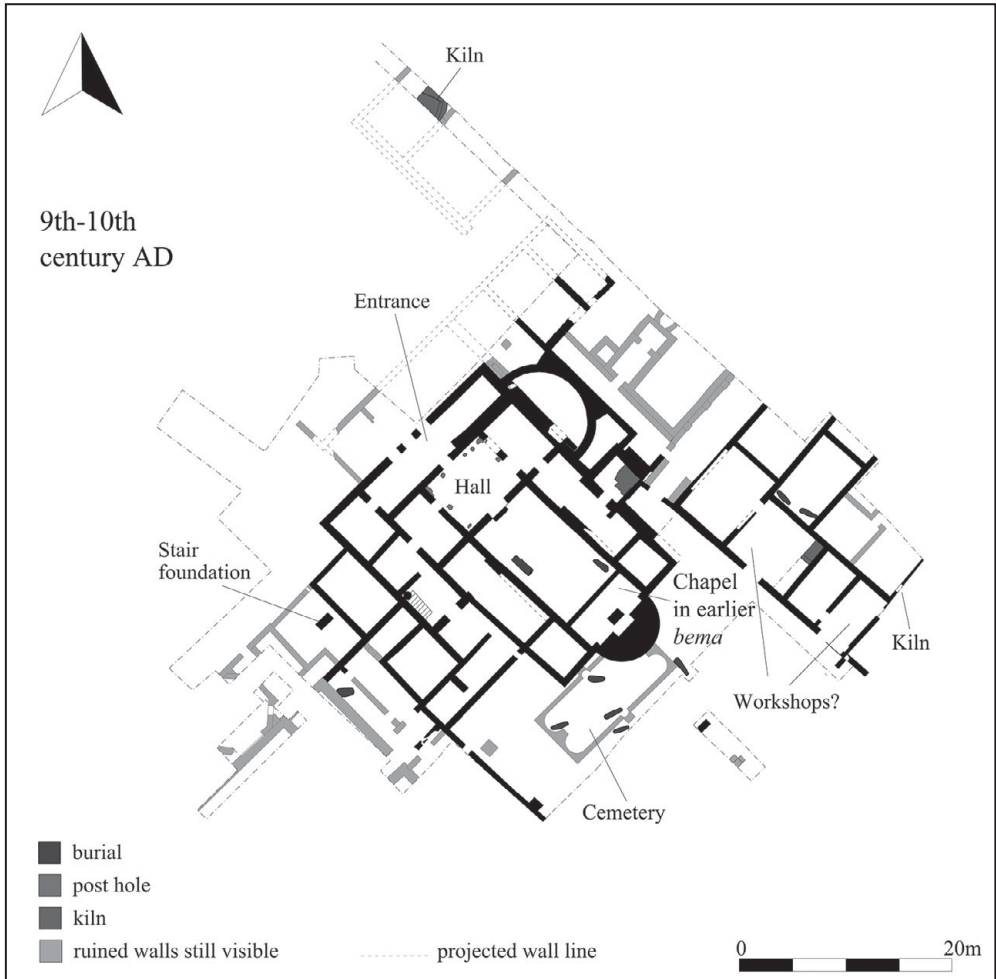 Kiln
9th-10th
century AD
Entrance
Hall
Stair
foundation
Chapel
in earlier
bema
Kiln
Workshops?
Cemetery
burial
post hole
kiln
ruined walls still visible
projected wall line
0 20m